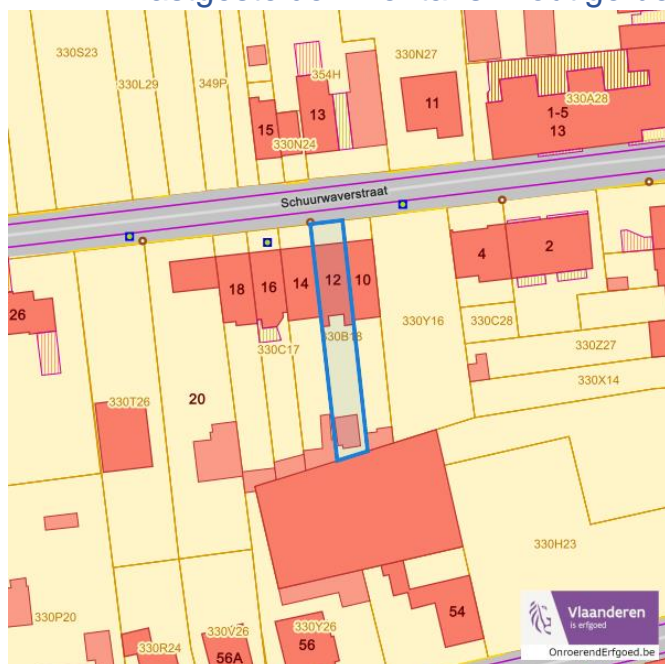 330S23
330L29
349P
354H
330N27
13
11
15
330N24
330A28
1-5
13
Schuurwaverstraat
4
2
18
16
14
12
10
26
330B18
330Y16
330C28
330C17
330Z27
330X14
330T26
20
330H23
330P20
54
330Y26
56
330V26
56A
330R24
Vlaanderen
is erfgoed
OnroerendErfgoed.be